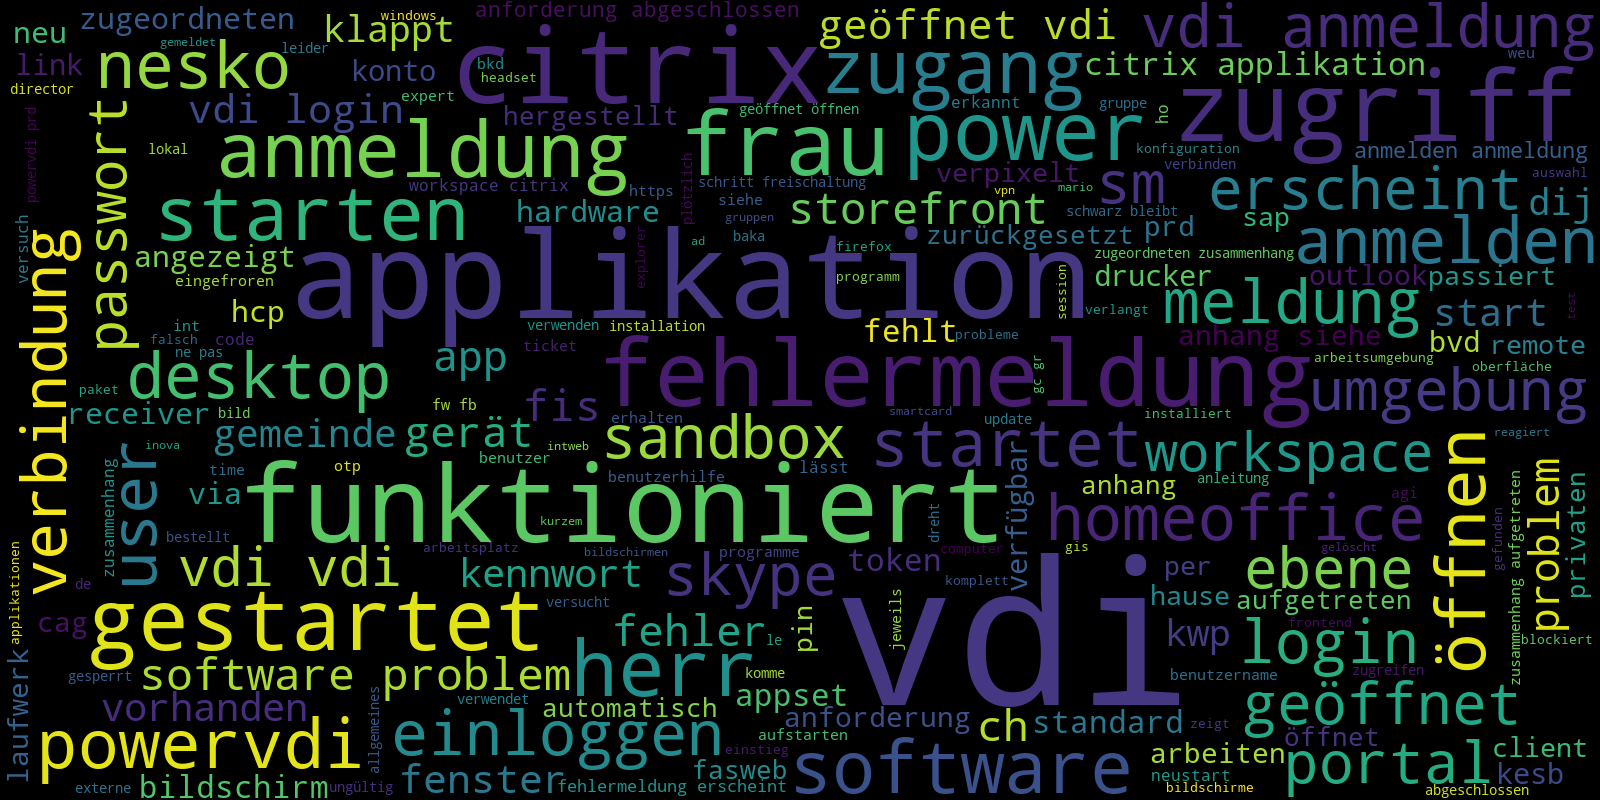 zugeordneten
windows
anforderung abgeschlossen
geöffnet vdi
vdi anmeldung
neu
gemeldet
leider
klappt
citrix
nesko
link
konto
bkd
headset
zugang
citrix applikation
weu
director
vdi login
expert
hergestellt
geöffnet öffnen
erkannt
gruppe
ho
zugriff
powervdi prd
passwort
lokal
anmeldung
frau
power
konfiguration
verbinden
anmelden anmeldung
auswahl
workspace citrix
https
plötzlich
schritt freischaltung
siehe
verpixelt
vpn
mario
sm
erscheint
dij
starten
hardware
gruppen
storefront
schwarz bleibt
sap
versuch
verbindung
angezeigt
eingefroren
applikation
explorer
ad
baka
firefox
programm
zurückgesetzt
prd
zugeordneten zusammenhang
anmelden
session
drucker
outlook
passiert
hcp
verwenden
installation
fehlt
probleme
verlangt
meldung
start
test
int
falsch
code
ne pas
ticket
anhang siehe
bvd
remote
desktop
app
fehlermeldung
gc gr
arbeitsumgebung
oberfläche
paket
receiver
bild
fw fb
fis
erhalten
smartcard
update
installiert
umgebung
gemeinde
gerät
intweb
sandbox
startet
workspace
reagiert
inova
user
time
otp
benutzer
benutzerhilfe
lässt
verfügbar
anhang
anleitung
öffnen
problem
privaten
zusammenhang
via
funktioniert
kurzem
dreht
homeoffice
agi
gefunden
zusammenhang aufgetreten
bestellt
applikationen
arbeitsplatz
bildschirmen
programme
token
computer
gis
gelöscht
de
vdi vdi
kennwort
skype
komplett
vdi
per
ebene
hause
aufgetreten
cag
gestartet
versucht
fehler
le
pin
jeweils
kwp
login
frontend
blockiert
laufwerk
gesperrt
software problem
herr
komme
benutzername
zugreifen
vorhanden
allgemeines
verwendet
automatisch
appset
anforderung
ch
standard
zeigt
geöffnet
powervdi
einloggen
einstieg
aufstarten
software
öffnet
arbeiten
portal
client
externe
bildschirm
ungültig
fenster
fehlermeldung erscheint
fasweb
neustart
bildschirme
kesb
abgeschlossen